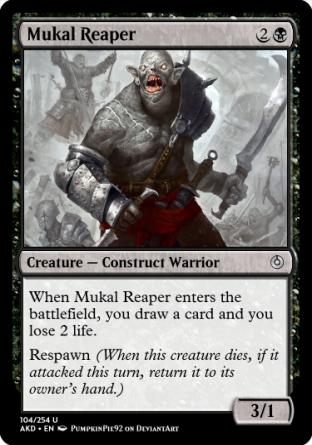 Mukal Reaper 2
Creature — Construct Warrior
When Mukal Reaper enters the
battlefield, you draw a card and you
lose 2 life.
Respawn (When this creature dies, if it
attacked this turn, return it to its
owner's hand.)
3/1
104/254 U
AKD • EN PumpkinPie92 on DeviantArt